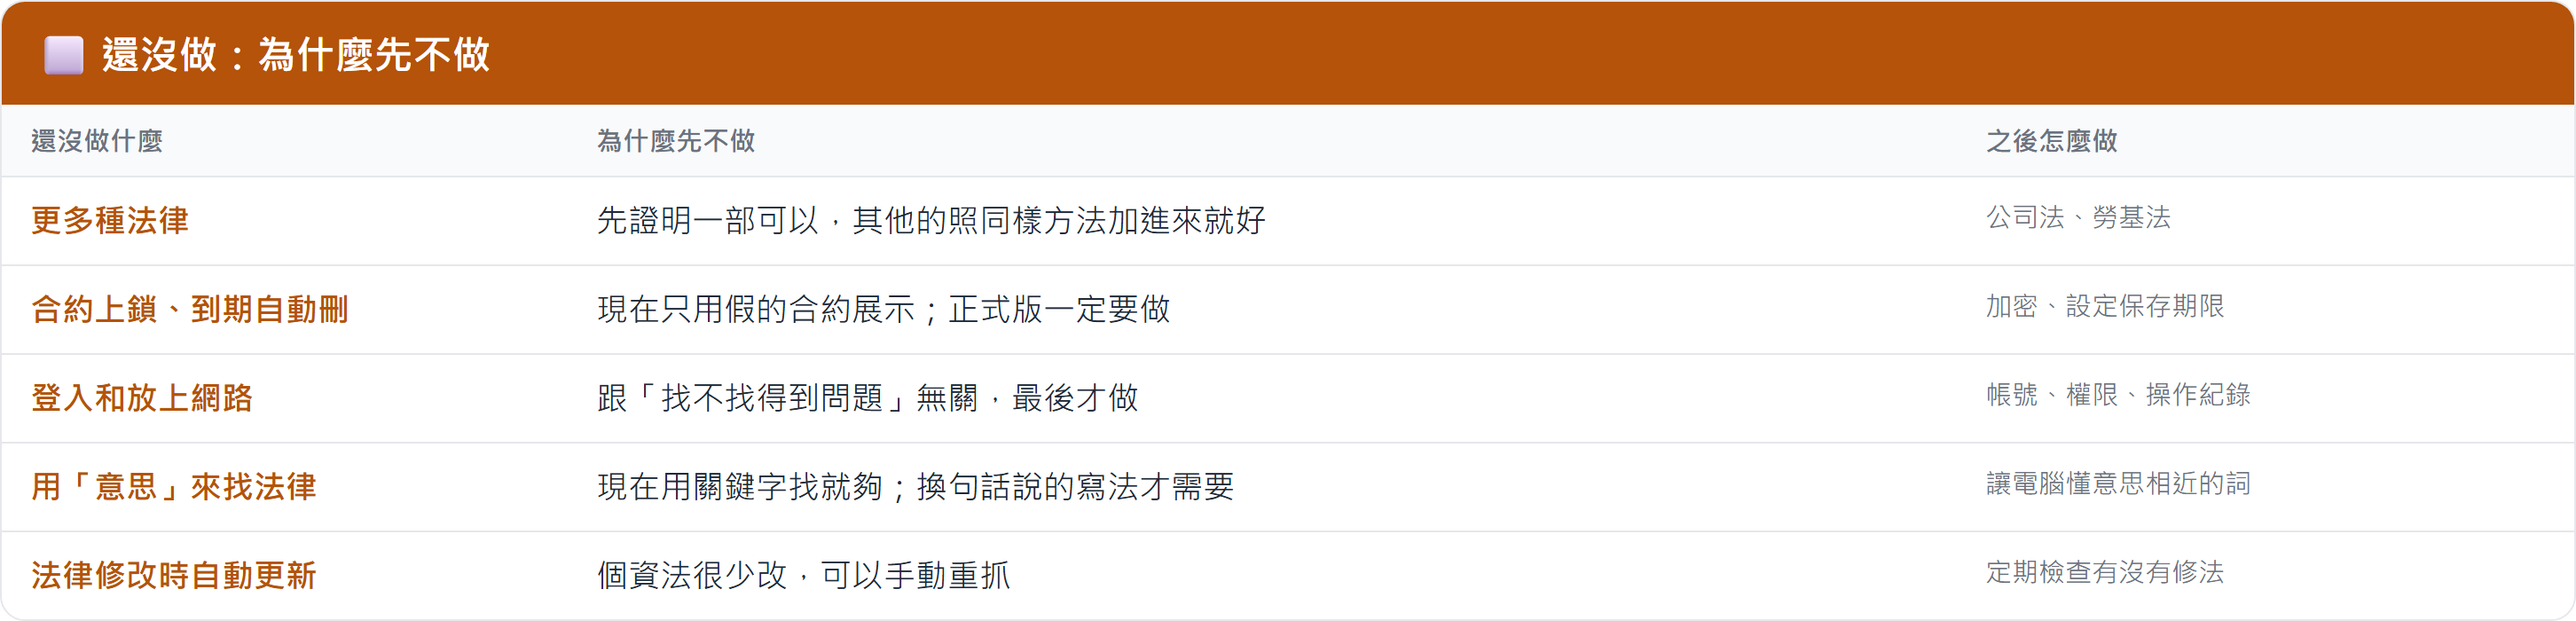 還沒做：為什麼先不做
還沒做什麼 為什麼先不做 之後怎麼做
更多種法律 先證明一部可以，其他的照同樣方法加進來就好 公司法、勞基法
合約上鎖、到期自動刪 現在只用假的合約展示；正式版一定要做 加密、設定保存期限
登入和放上網路 跟「找不找得到問題」無關，最後才做 帳號、權限、操作紀錄
用「意思」來找法律 現在用關鍵字找就夠；換句話說的寫法才需要 讓電腦懂意思相近的詞
法律修改時自動更新 個資法很少改，可以手動重抓 定期檢查有沒有修法